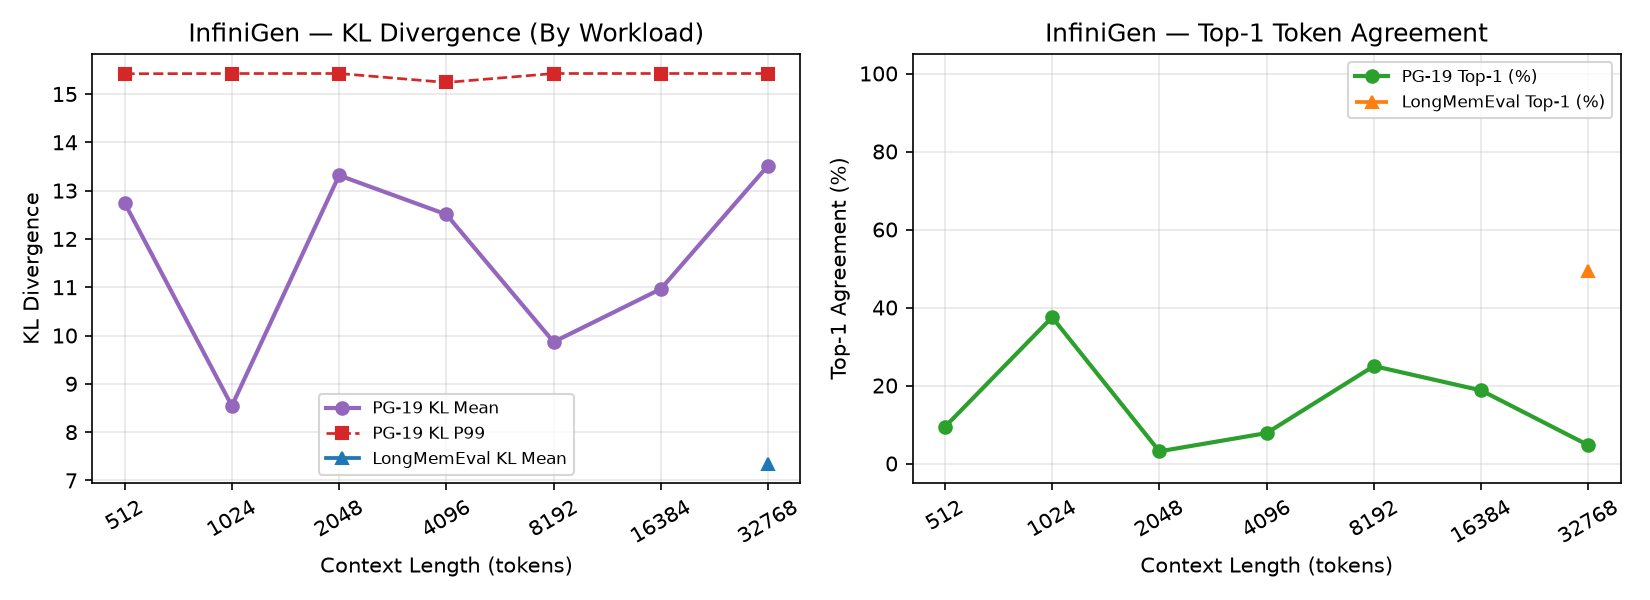 InfiniGen — KL Divergence (By Workload)
KL Divergence
15
14
13
12
11
10
9
8
7
PG-19 KL Mean
PG-19 KL P99
LongMemEval KL Mean
512
1024
2048
4096
8192
16384
32768
Context Length (tokens)
InfiniGen — Top-1 Token Agreement
Top-1 Agreement (%)
100
80
60
40
20
0
PG-19 Top-1 (%)
LongMemEval Top-1 (%)
512
1024
2048
4096
8192
16384
32768
Context Length (tokens)